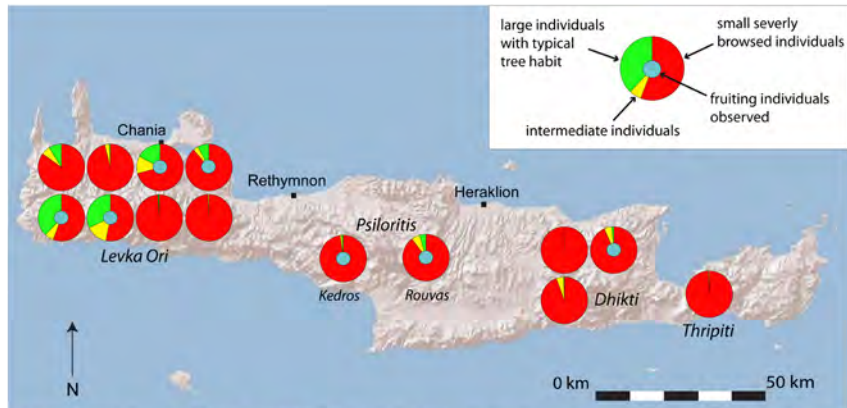 large individuals
with typical
tree habit
small severly
browsed individuals
intermediate individuals
fruiting individuals
observed
Chania
Rethymnon
Heraklion
Psiloritis
Levka Ori
Kedros
Rouvas
Dhikti
Thripiti
N
0 km
50 km